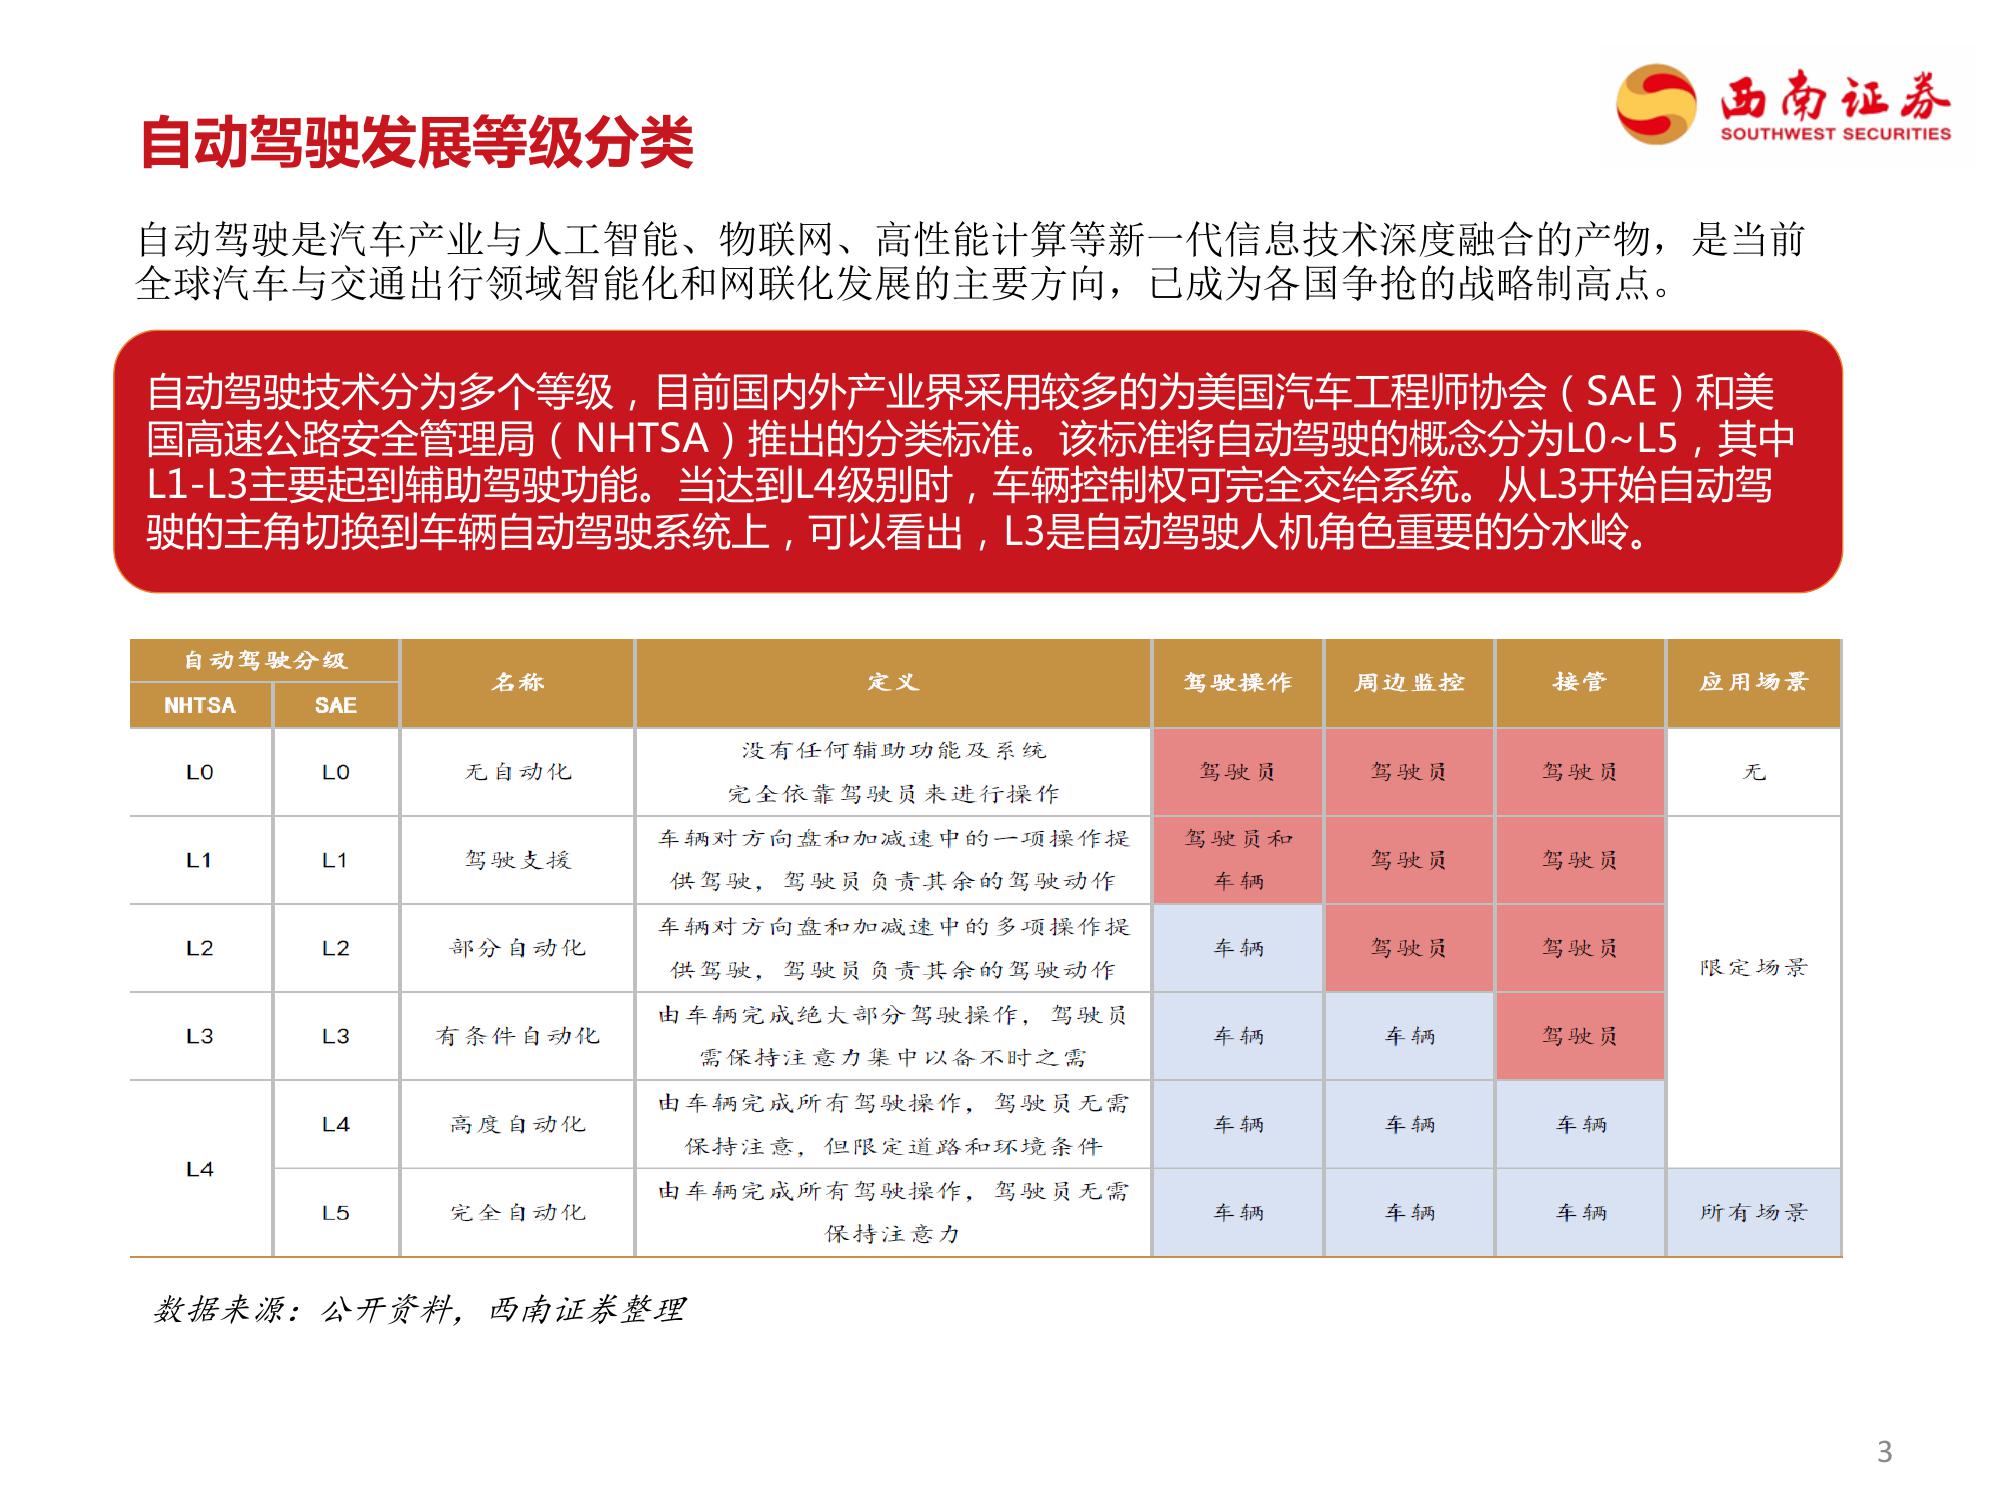 西南证券
SOUTHWEST SECURITIES
自动驾驶发展等级分类
自动驾驶是汽车产业与人工智能、物联网、高性能计算等新一代信息技术深度融合的产物，是当前
全球汽车与交通出行领域智能化和网联化发展的主要方向，已成为各国争抢的战略制高点。
自动驾驶技术分为多个等级，目前国内外产业界采用较多的为美国汽车工程师协会（SAE）和美
国高速公路安全管理局（NHTSA）推出的分类标准。该标准将自动驾驶的概念分为L0~L5，其中
L1-L3主要起到辅助驾驶功能。当达到L4级别时，车辆控制权可完全交给系统。从L3开始自动驾
驶的主角切换到车辆自动驾驶系统上，可以看出，L3是自动驾驶人机角色重要的分水岭。
自动驾驶分级 名称 定义 驾驶操作 周边监控 接管 应用场景
NHTSA SAE
L0 L0 无自动化 没有任何辅助功能及系统
完全依靠驾驶员来进行操作 驾驶员 驾驶员 驾驶员 无
L1 L1 驾驶支援 车辆对方向盘和加减速中的一项操作提
供驾驶，驾驶员负责其余的驾驶动作 驾驶员和
车辆 驾驶员 驾驶员
L2 L2 部分自动化 车辆对方向盘和加减速中的多项操作提
供驾驶，驾驶员负责其余的驾驶动作 车辆 驾驶员 驾驶员 限定场景
L3 L3 有条件自动化 由车辆完成绝大部分驾驶操作，驾驶员
需保持注意力集中以备不时之需 车辆 车辆 驾驶员
L4 L4 高度自动化 由车辆完成所有驾驶操作，驾驶员无需
保持注意，但限定道路和环境条件 车辆 车辆 车辆
L5 完全自动化 由车辆完成所有驾驶操作，驾驶员无需
保持注意力 车辆 车辆 车辆 所有场景
数据来源：公开资料，西南证券整理
3